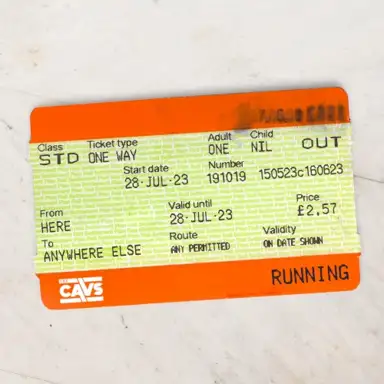 Class Ticket type Adult Child
STD ONE WAY ONE NIL OUT
Start date Number
28·JUL·23 191019 150523c160623
From Valid until Price
HERE 28·JUL·23 £2.57
To Route Validity
ANYWHERE ELSE ANY PERMITTED ON DATE SHOWN
CAVS RUNNING